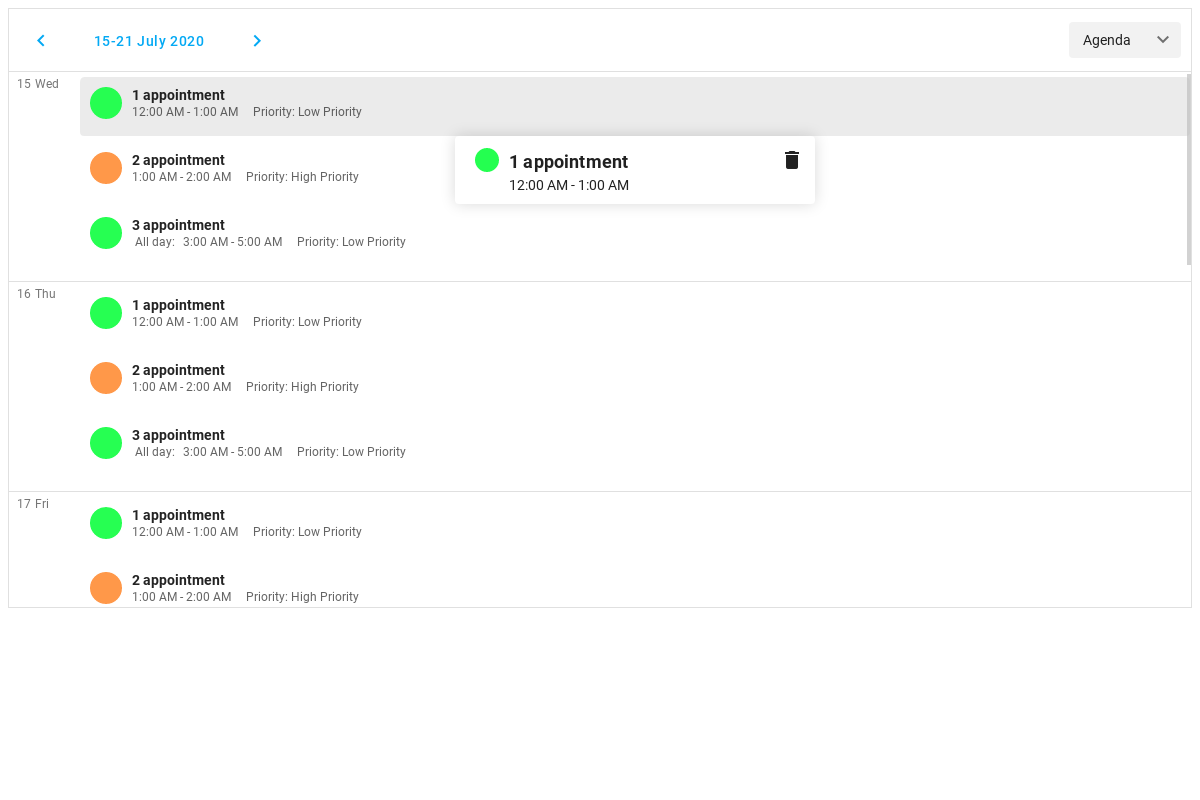 15-21 July 2020
Agenda
15 Wed
1 appointment
12:00 AM - 1:00 AM Priority: Low Priority
2 appointment
1:00 AM - 2:00 AM Priority: High Priority
1 appointment
12:00 AM - 1:00 AM
3 appointment
All day: 3:00 AM - 5:00 AM Priority: Low Priority
16 Thu
1 appointment
12:00 AM - 1:00 AM Priority: Low Priority
2 appointment
1:00 AM - 2:00 AM Priority: High Priority
3 appointment
All day: 3:00 AM - 5:00 AM Priority: Low Priority
17 Fri
1 appointment
12:00 AM - 1:00 AM Priority: Low Priority
2 appointment
1:00 AM - 2:00 AM Priority: High Priority